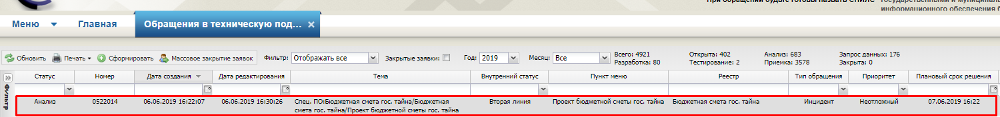 При обращении будьте готовы назвать СНИЛС
государственными и муниципаль
информационного обеспечения б
Меню Главная Обращения в техническую под...
Обновить Печать Сформировать Массовое закрытие заявок Фильтр: Отображать все Закрытые заявки: Год: 2019 Месяц: Все
Всего: 4921 Открыта: 402 Анализ: 683 Запрос данных: 176
Разработка: 80 Тестирование: 2 Приемка: 3578 Закрыта: 0
Статус Номер Дата создания Дата редактирования Тема Внутренний статус Пункт меню Реестр Тип обращения Приоритет Плановый срок решения
Фильтр
Анализ 0522014 06.06.2019 16:22:07 06.06.2019 16:30:26 Спец. ПО:Бюджетная смета гос. тайна/Бюджетная Вторая линия Проект бюджетной сметы гос. тайна Бюджетная смета гос. тайна Инцидент Неотложный 07.06.2019 16:22
смета гос. тайна/Проект бюджетной сметы гос. тайна